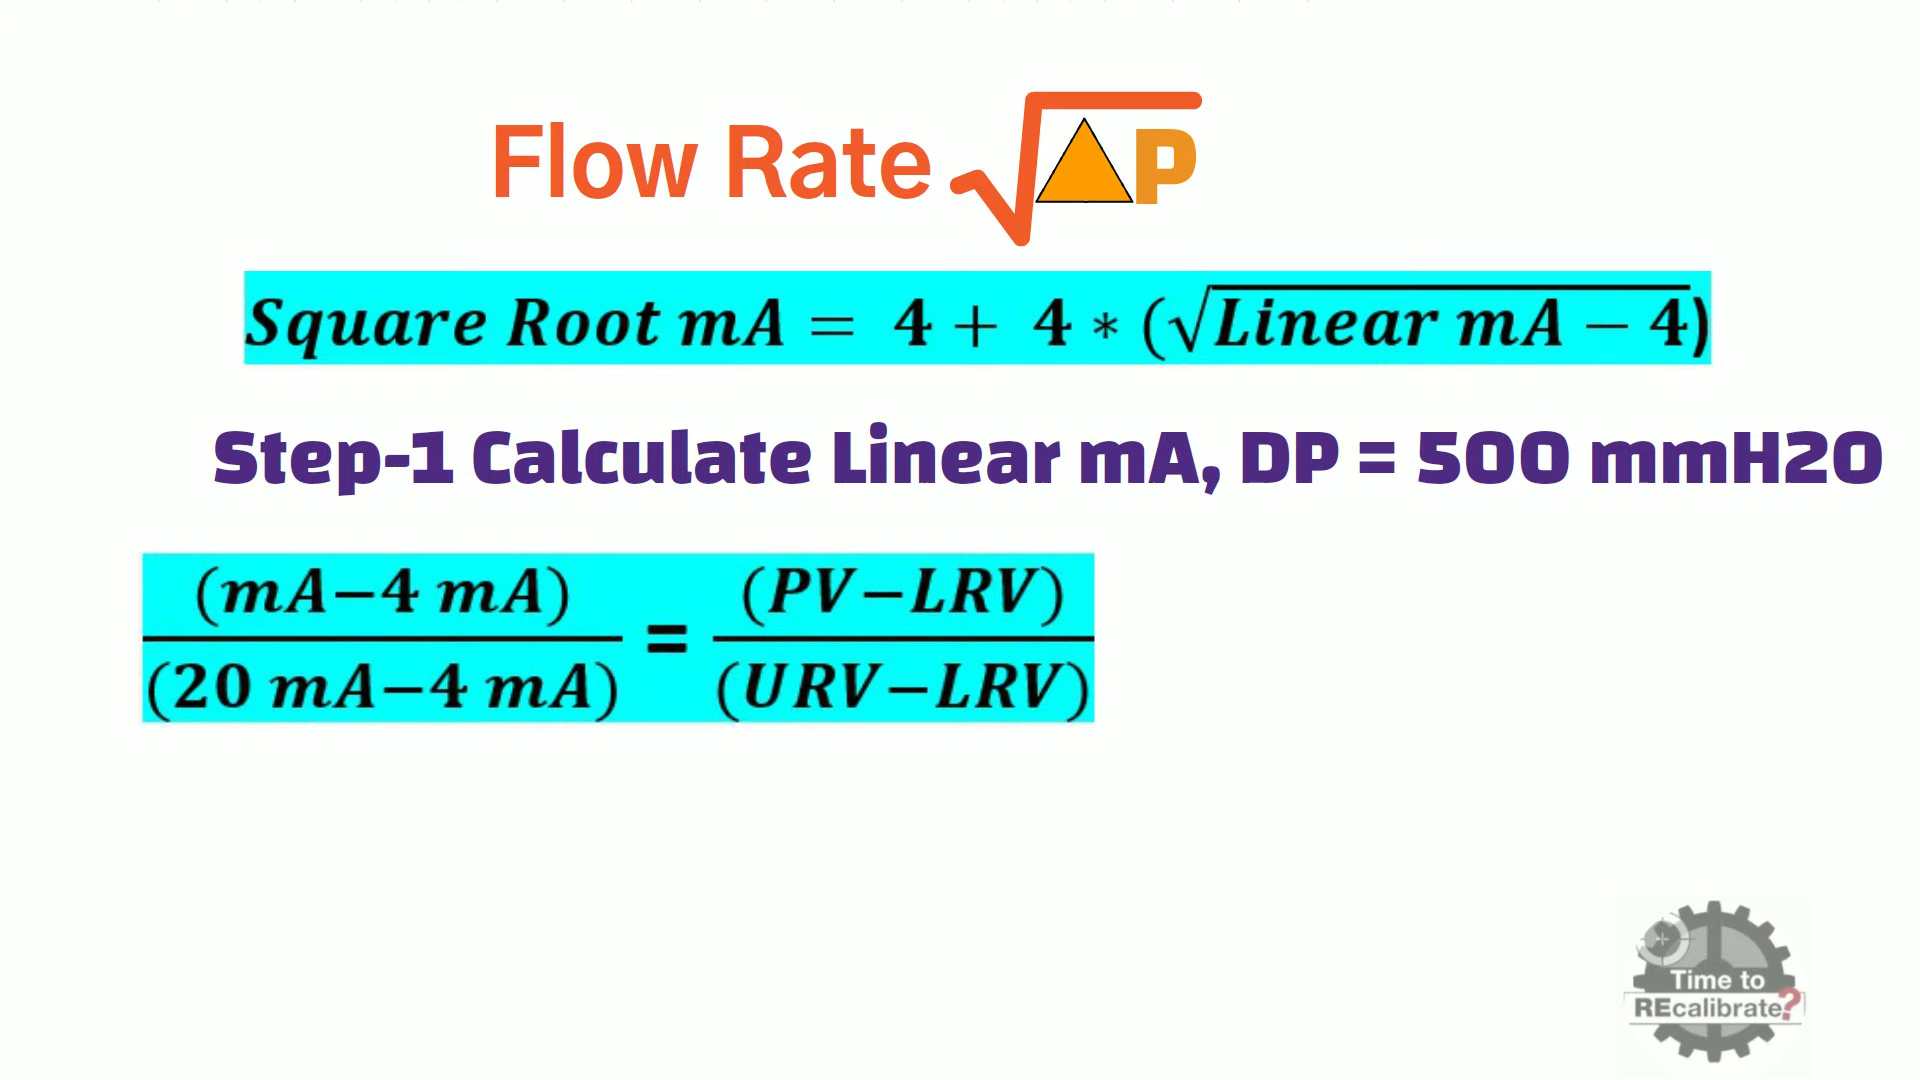 Flow Rate √▲P
Square Root mA = 4 + 4 * (√Linear mA − 4)
Step-1 Calculate Linear mA, DP = 500 mmH2O
(mA−4 mA) / (20 mA−4 mA) = (PV−LRV) / (URV−LRV)
Time to
REcalibrate?